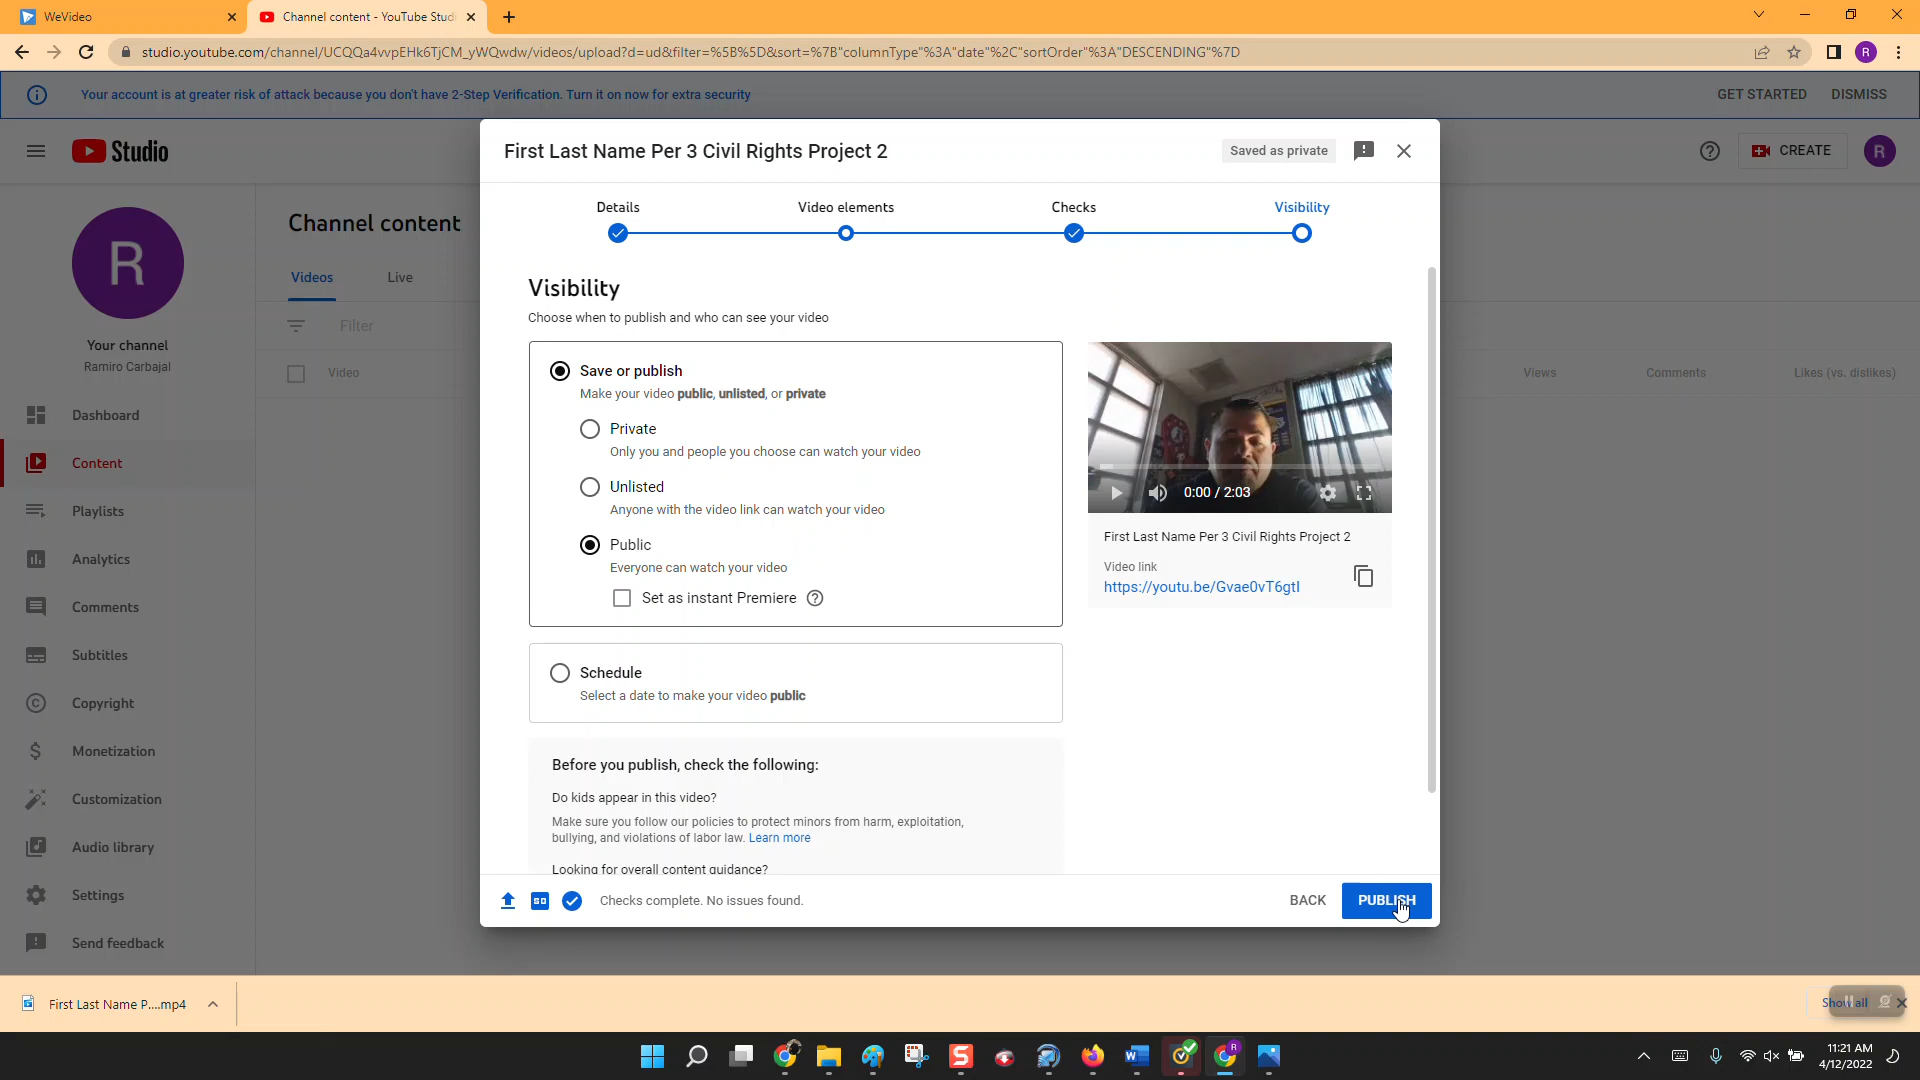 WeVideo
Channel content - YouTube Studi
studio.youtube.com/channel/UCQQa4vvpEHk6TjCM_yWQwdw/videos/upload?d=ud&filter=%5B%5D&sort=%7B"columnType"%3A"date"%2C"sortOrder"%3A"DESCENDING"%7D
R
Your account is at greater risk of attack because you don't have 2-Step Verification. Turn it on now for extra security
GET STARTED
DISMISS
Studio
First Last Name Per 3 Civil Rights Project 2
Saved as private
CREATE
R
Details
Video elements
Checks
Visibility
R
Your channel
Ramiro Carbajal
Dashboard
Content
Playlists
Analytics
Comments
Subtitles
Copyright
Monetization
Customization
Audio library
Settings
Send feedback
Channel content
Videos
Live
Filter
Video
Views
Comments
Likes (vs. dislikes)
Visibility
Choose when to publish and who can see your video
Save or publish
Make your video public, unlisted, or private
Private
Only you and people you choose can watch your video
Unlisted
Anyone with the video link can watch your video
Public
Everyone can watch your video
Set as instant Premiere
Schedule
Select a date to make your video public
Before you publish, check the following:
Do kids appear in this video?
Make sure you follow our policies to protect minors from harm, exploitation,
bullying, and violations of labor law. Learn more
Looking for overall content guidance?
0:00 / 2:03
First Last Name Per 3 Civil Rights Project 2
Video link
https://youtu.be/Gvae0vT6gtI
Checks complete. No issues found.
BACK
PUBLISH
First Last Name P....mp4
Show all
11:21 AM
4/12/2022